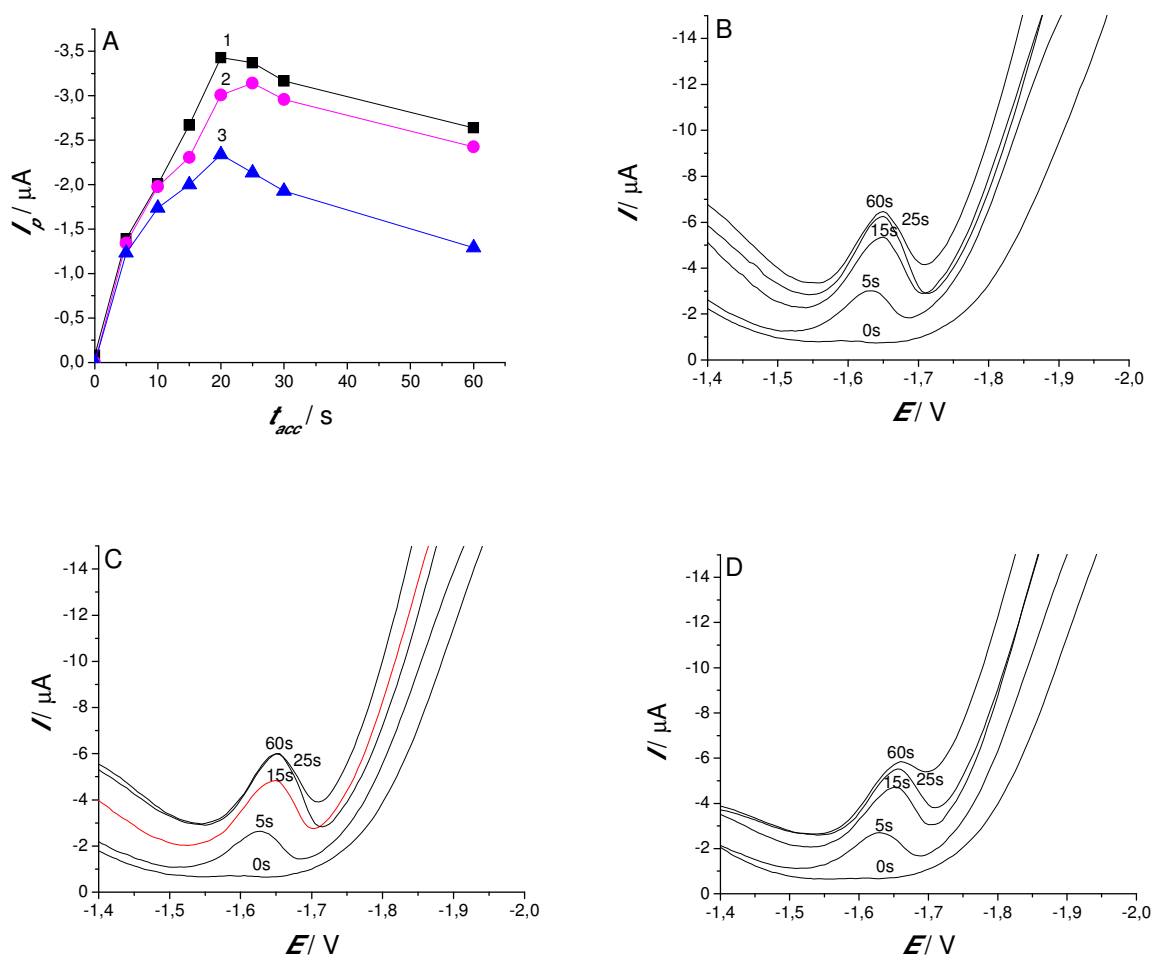 A
-3,5
-3,0
-2,5
-2,0
-1,5
-1,0
-0,5
0,0
1
2
3
0 10 20 30 40 50 60
I_p / µA
t_acc / s
B
-14
-12
-10
-8
-6
-4
-2
0
60s
25s
15s
5s
0s
-1,4 -1,5 -1,6 -1,7 -1,8 -1,9 -2,0
I / µA
E / V
C
-14
-12
-10
-8
-6
-4
-2
0
60s
25s
15s
5s
0s
-1,4 -1,5 -1,6 -1,7 -1,8 -1,9 -2,0
I / µA
E / V
D
-14
-12
-10
-8
-6
-4
-2
0
60s
25s
15s
5s
0s
-1,4 -1,5 -1,6 -1,7 -1,8 -1,9 -2,0
I / µA
E / V